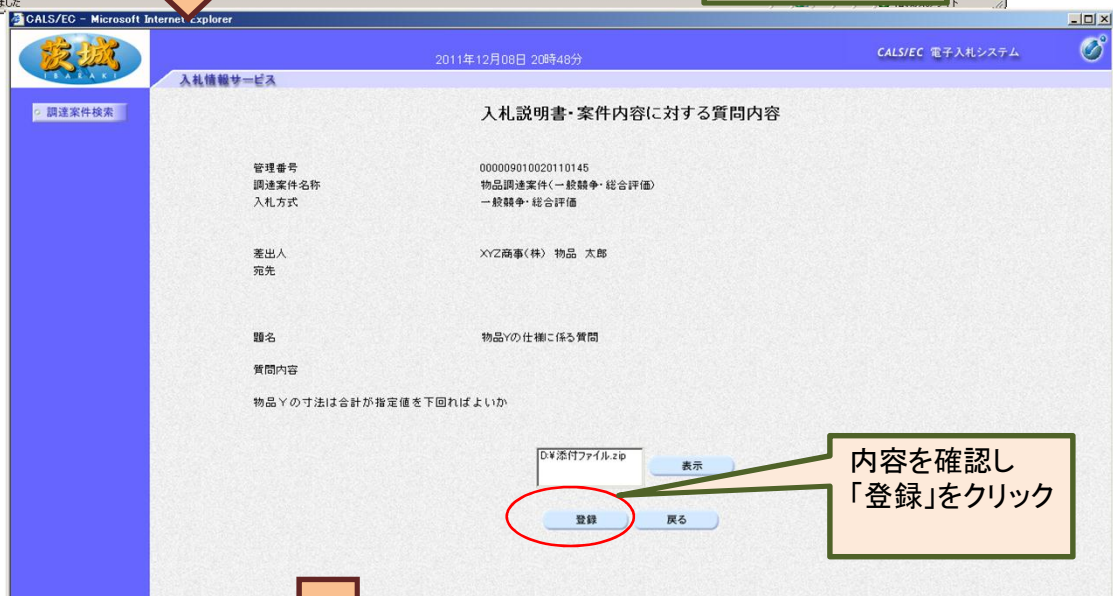 CALS/EC - Microsoft Internet Explorer
茨城
IBARAKI
2011年12月08日 20時48分
CALS/EC 電子入札システム
入札情報サービス
調達案件検索
入札説明書・案件内容に対する質問内容
管理番号 000009010020110145
調達案件名称 物品調達案件(一般競争・総合評価)
入札方式 一般競争・総合評価
差出人 XYZ商事(株) 物品 太郎
宛先
題名 物品Yの仕様に係る質問
質問内容
物品Yの寸法は合計が指定値を下回ればよいか
D:¥添付ファイル.zip
表示
登録 戻る
内容を確認し
「登録」をクリック